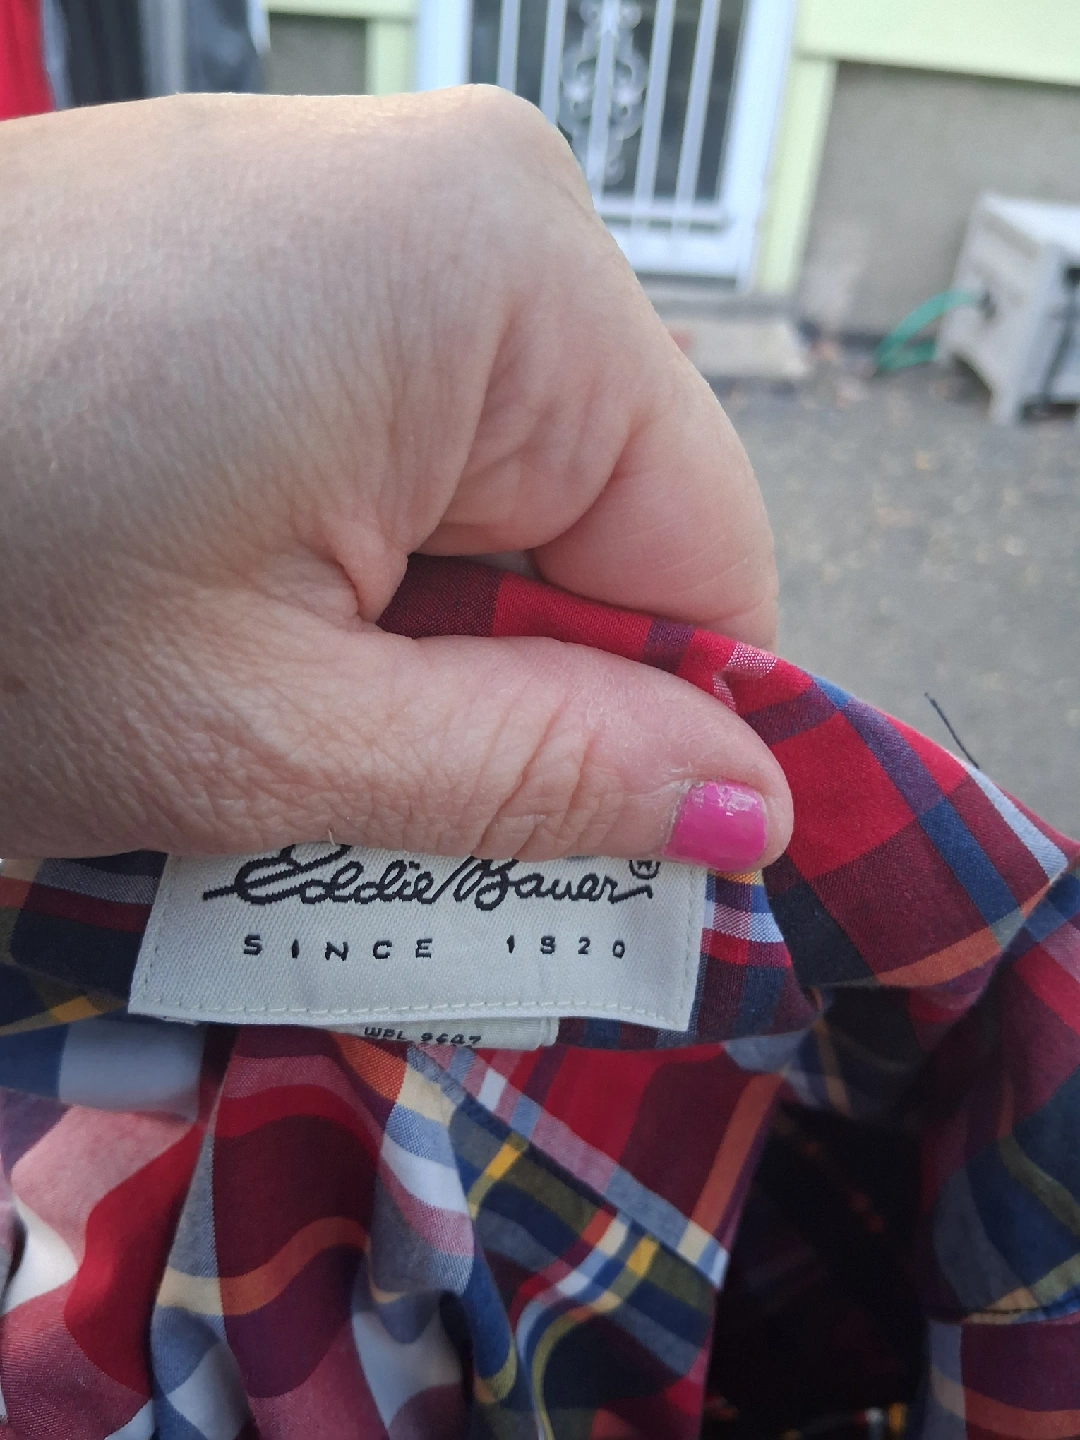 Eddie Bauer®
SINCE 1920
WPL 9647